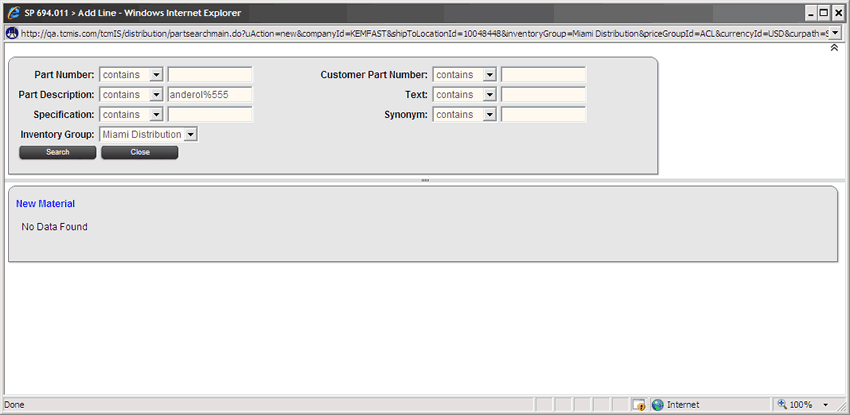 SP 694.011 > Add Line - Windows Internet Explorer
http://qa.tcmis.com/tcmIS/distribution/partsearchmain.do?uAction=new&companyId=KEMFAST&shipToLocationId=10048448&inventoryGroup=Miami Distribution&priceGroupId=ACL&currencyId=USD&curpath=S
Part Number: contains Customer Part Number: contains
Part Description: contains anderol%555 Text: contains
Specification: contains Synonym: contains
Inventory Group: Miami Distribution
Search Close
New Material
No Data Found
Done Internet 100%